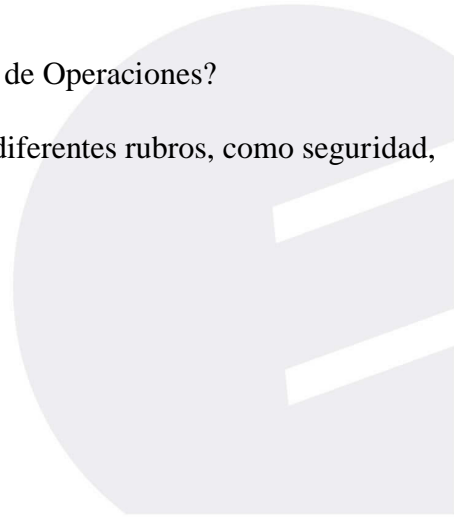 de Operaciones?
diferentes rubros, como seguridad,